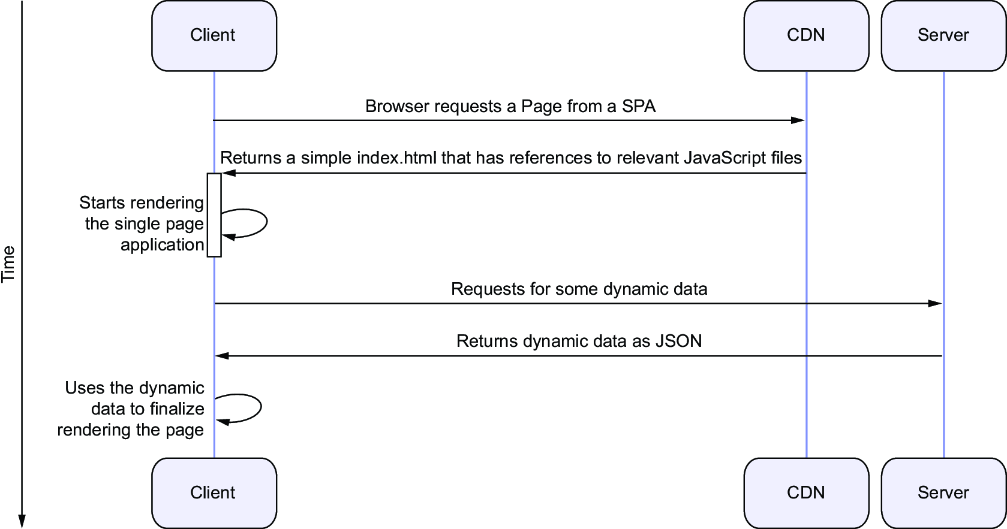 Client
CDN
Server
Browser requests a Page from a SPA
Returns a simple index.html that has references to relevant JavaScript files
Starts rendering
the single page
application
Time
Requests for some dynamic data
Returns dynamic data as JSON
Uses the dynamic
data to finalize
rendering the page
Client
CDN
Server